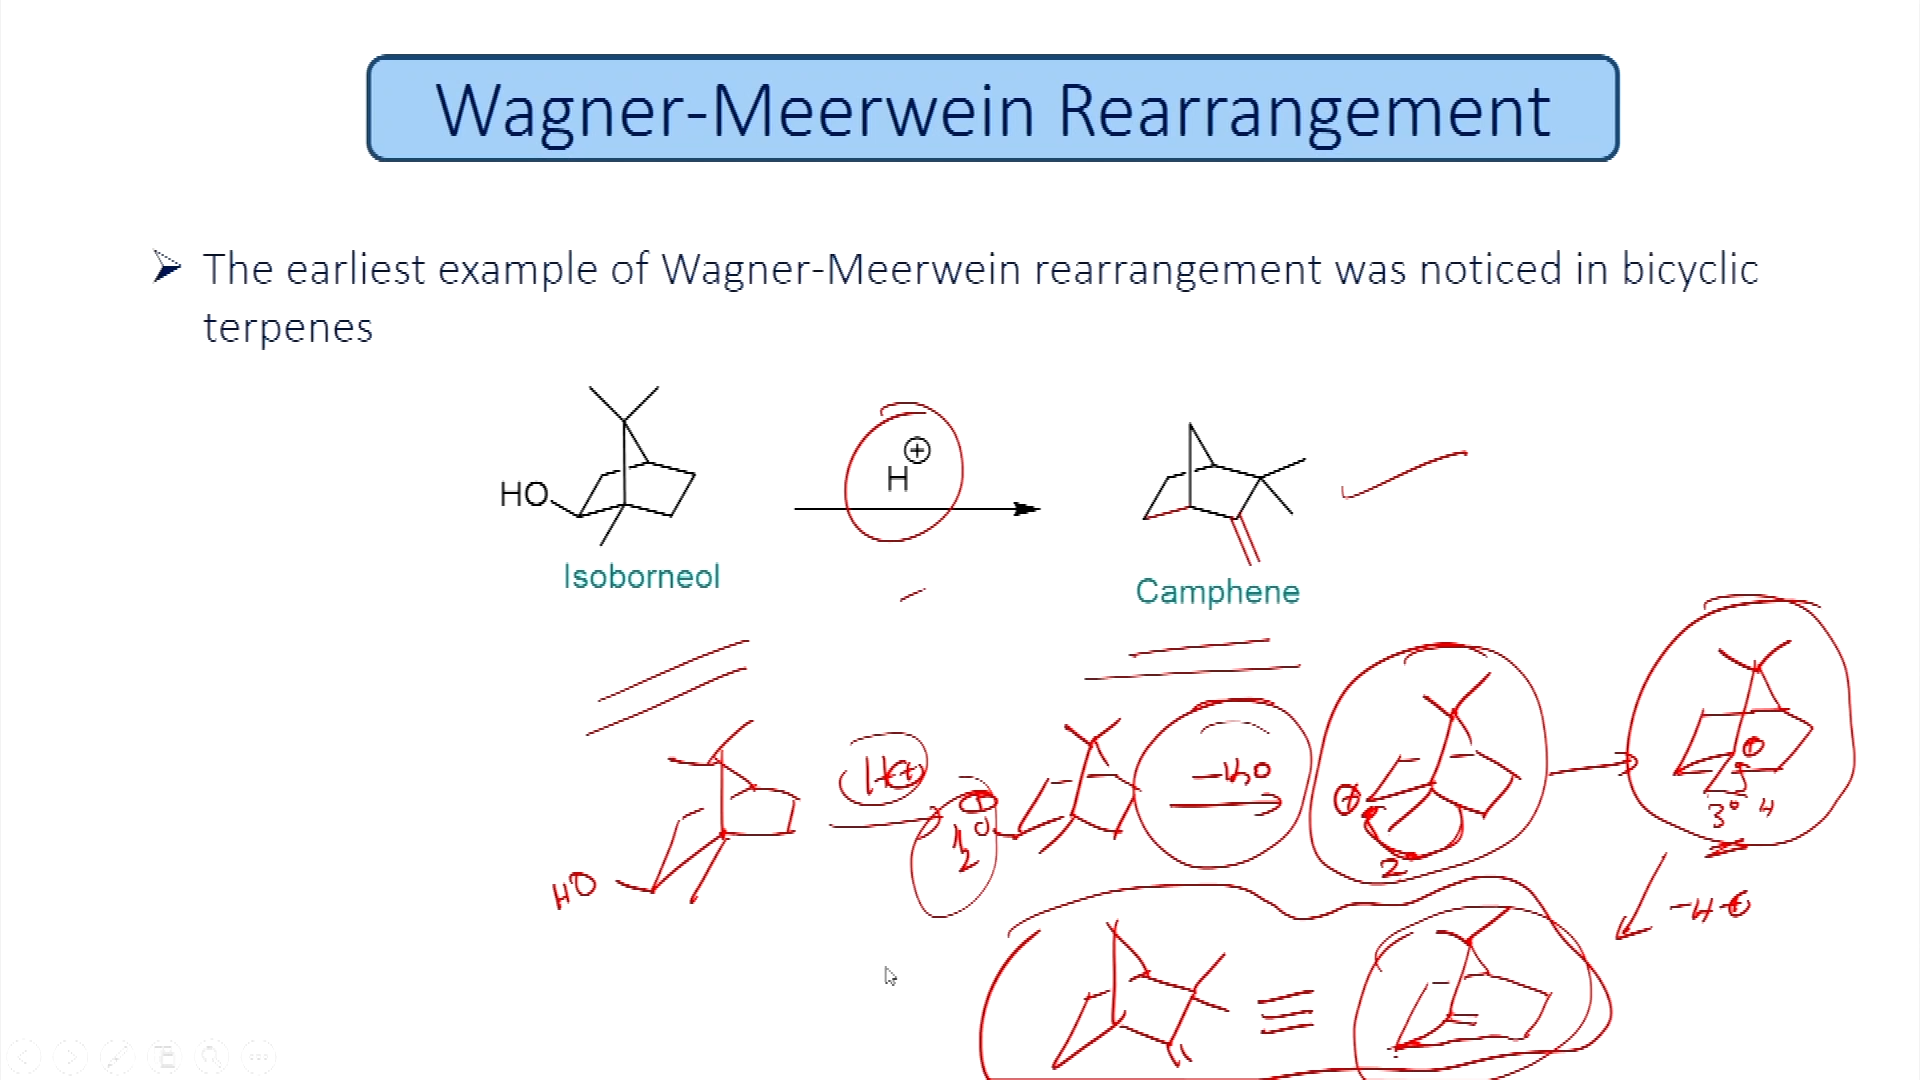 Wagner-Meerwein Rearrangement
The earliest example of Wagner-Meerwein rearrangement was noticed in bicyclic
terpenes
H⊕
HO
Isoborneol
Camphene
HO
H⊕
⊕
-H₂O
⊕
2
⊕
3° H
-H⊕